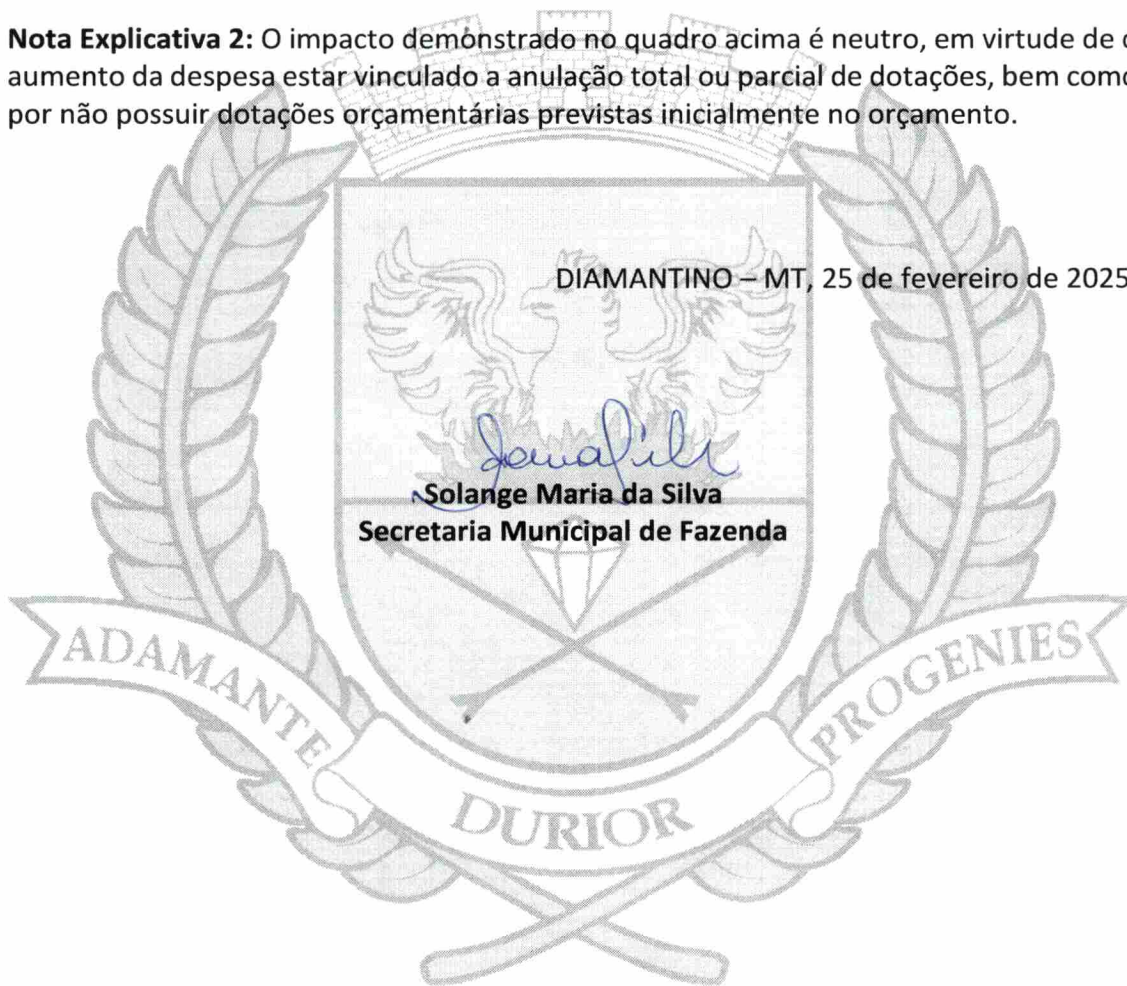 Nota Explicativa 2: O impacto demonstrado no quadro acima é neutro, em virtude de
aumento da despesa estar vinculado a anulação total ou parcial de dotações, bem como
por não possuir dotações orçamentárias previstas inicialmente no orçamento.
DIAMANTINO – MT, 25 de fevereiro de 2025
Solange Maria da Silva
Secretaria Municipal de Fazenda
ADAMANTE
DURIOR
PROGENIES